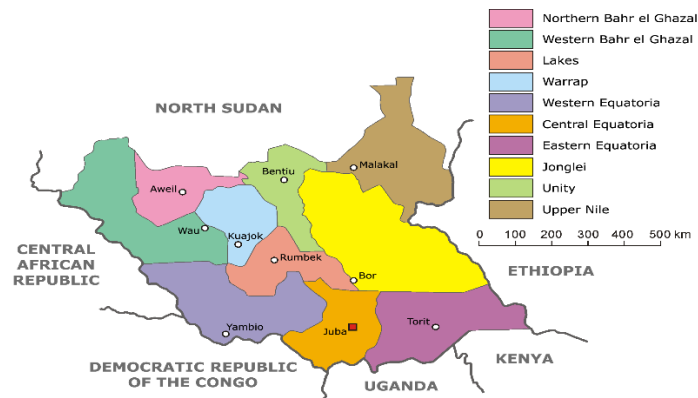 Northern Bahr el Ghazal
Western Bahr el Ghazal
Lakes
Warrap
Western Equatoria
Central Equatoria
Eastern Equatoria
Jonglei
Unity
Upper Nile
0 100 200 300 400 500 km
NORTH SUDAN
Malakal
Bentiu
Aweil
Wau
Kuajok
Rumbek
CENTRAL
AFRICAN
REPUBLIC
ETHIOPIA
Bor
Yambio
Juba
Torit
KENYA
DEMOCRATIC REPUBLIC
OF THE CONGO
UGANDA